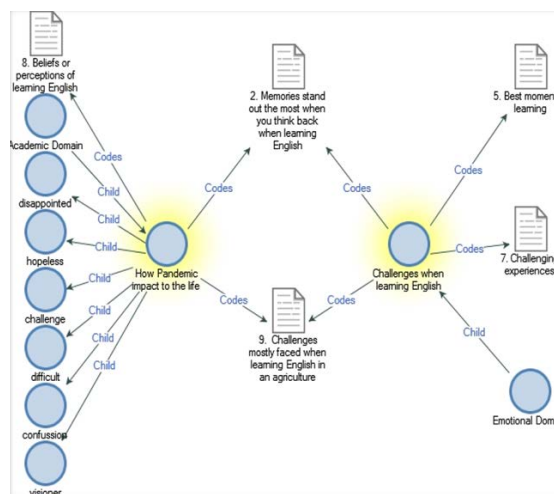 8. Beliefs or
perceptions of
learning English
Academic Domain
disappointed
hopeless
challenge
difficult
confussion
visioner
Codes
Child
Child
Child
Child
Child
Child
How Pandemic
impact to the life
Codes
Codes
2. Memories stand
out the most when
you think back
when learning
English
9. Challenges
mostly faced when
learning English in
an agriculture
Codes
Codes
Challenges when
learning English
Codes
Codes
Child
5. Best moment
learning
7. Challenging
experiences
Emotional Dom